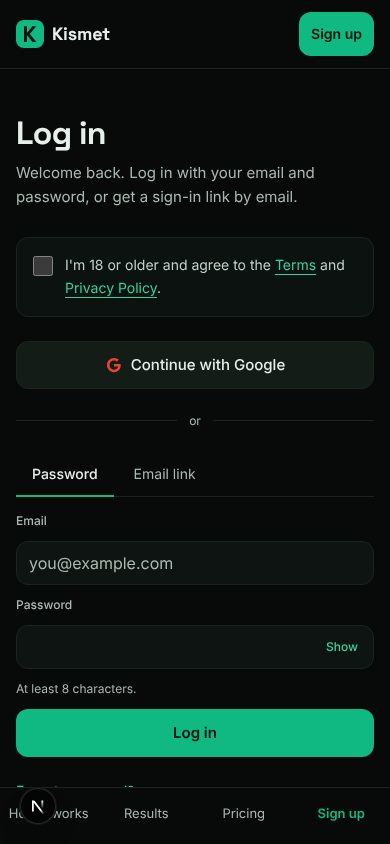 K Kismet
Sign up
Log in
Welcome back. Log in with your email and
password, or get a sign-in link by email.
I'm 18 or older and agree to the Terms and
Privacy Policy.
G Continue with Google
or
Password Email link
Email
you@example.com
Password
Show
At least 8 characters.
Log in
N works Results Pricing Sign up